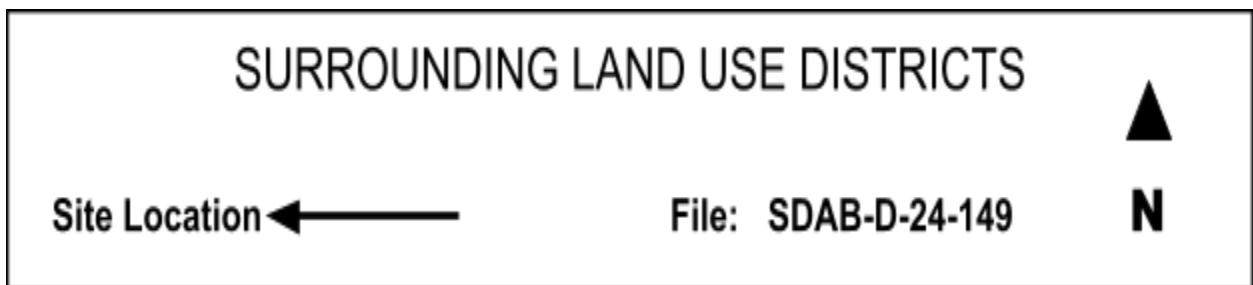 SURROUNDING LAND USE DISTRICTS
Site Location File: SDAB-D-24-149 N